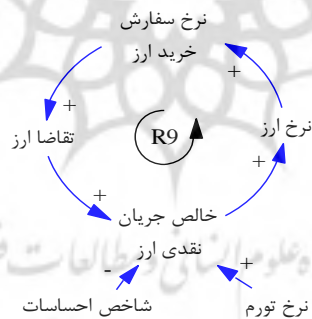 نرخ سفارش
خرید ارز
+
+
تقاضا ارز
R9
نرخ ارز
+
+
خالص جریان
نقدی ارز
-
+
شاخص احساسات
نرخ تورم